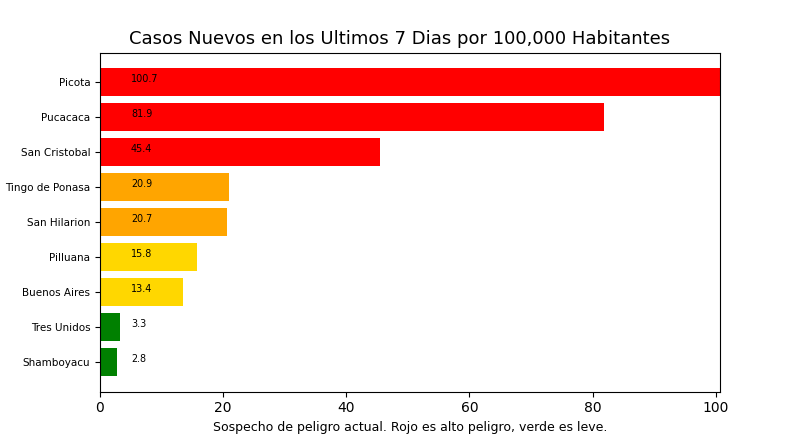 Casos Nuevos en los Ultimos 7 Dias por 100,000 Habitantes
Picota 100.7
Pucacaca 81.9
San Cristobal 45.4
Tingo de Ponasa 20.9
San Hilarion 20.7
Pilluana 15.8
Buenos Aires 13.4
Tres Unidos 3.3
Shamboyacu 2.8
0 20 40 60 80 100
Sospecho de peligro actual. Rojo es alto peligro, verde es leve.